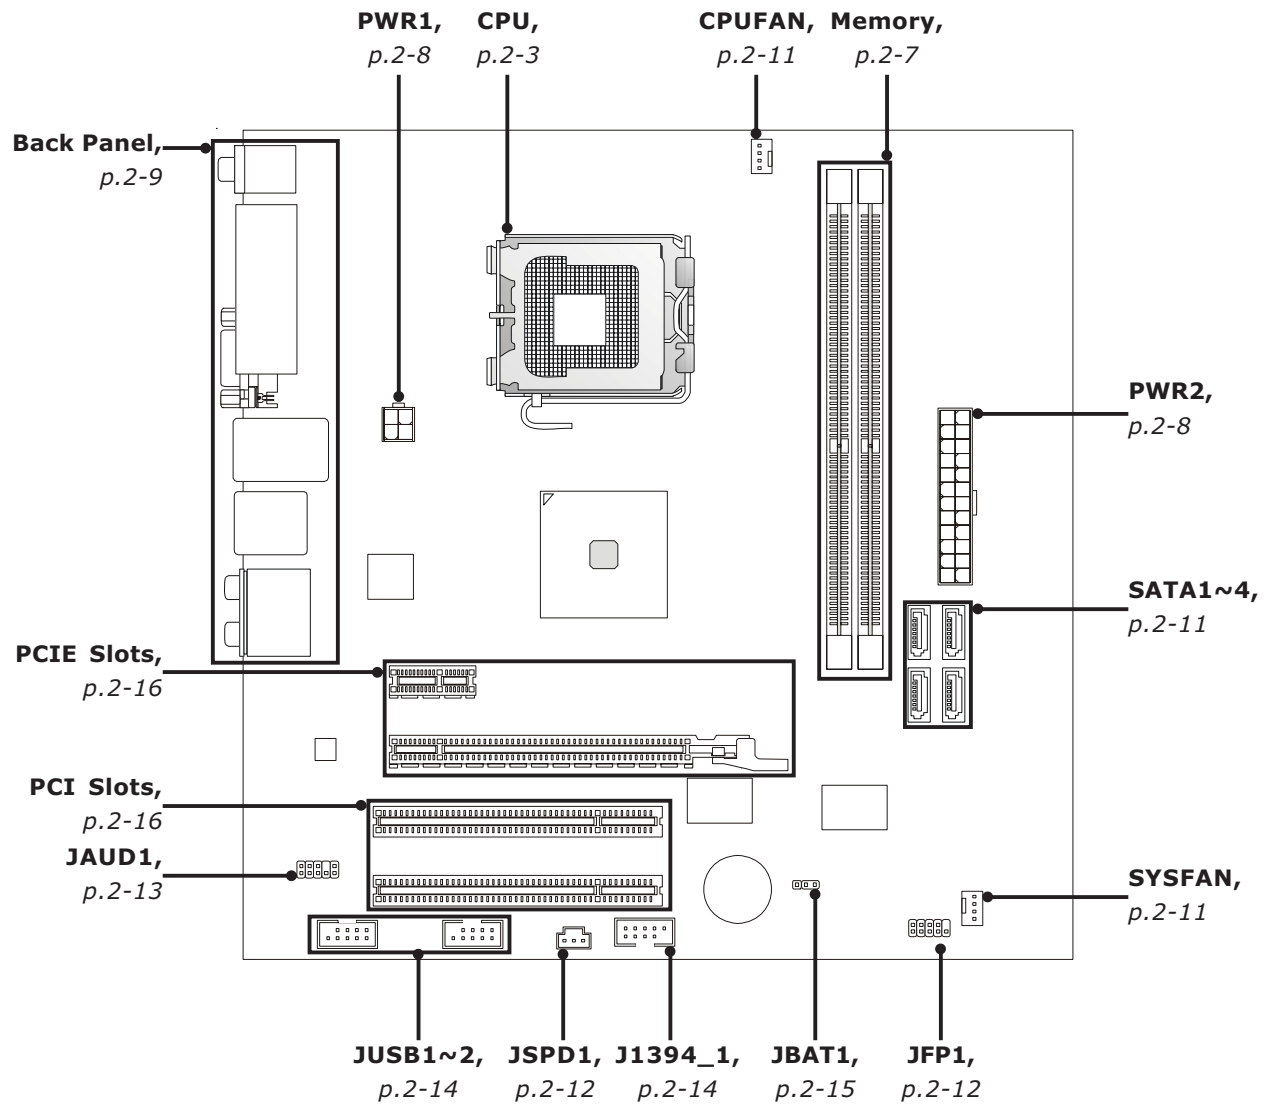 PWR1,
p.2-8
CPU,
p.2-3
CPUFAN,
p.2-11
Memory,
p.2-7
Back Panel,
p.2-9
PWR2,
p.2-8
SATA1~4,
p.2-11
PCIE Slots,
p.2-16
PCI Slots,
p.2-16
JAUD1,
p.2-13
SYSFAN,
p.2-11
JUSB1~2,
p.2-14
JSPD1,
p.2-12
J1394_1,
p.2-14
JBAT1,
p.2-15
JFP1,
p.2-12